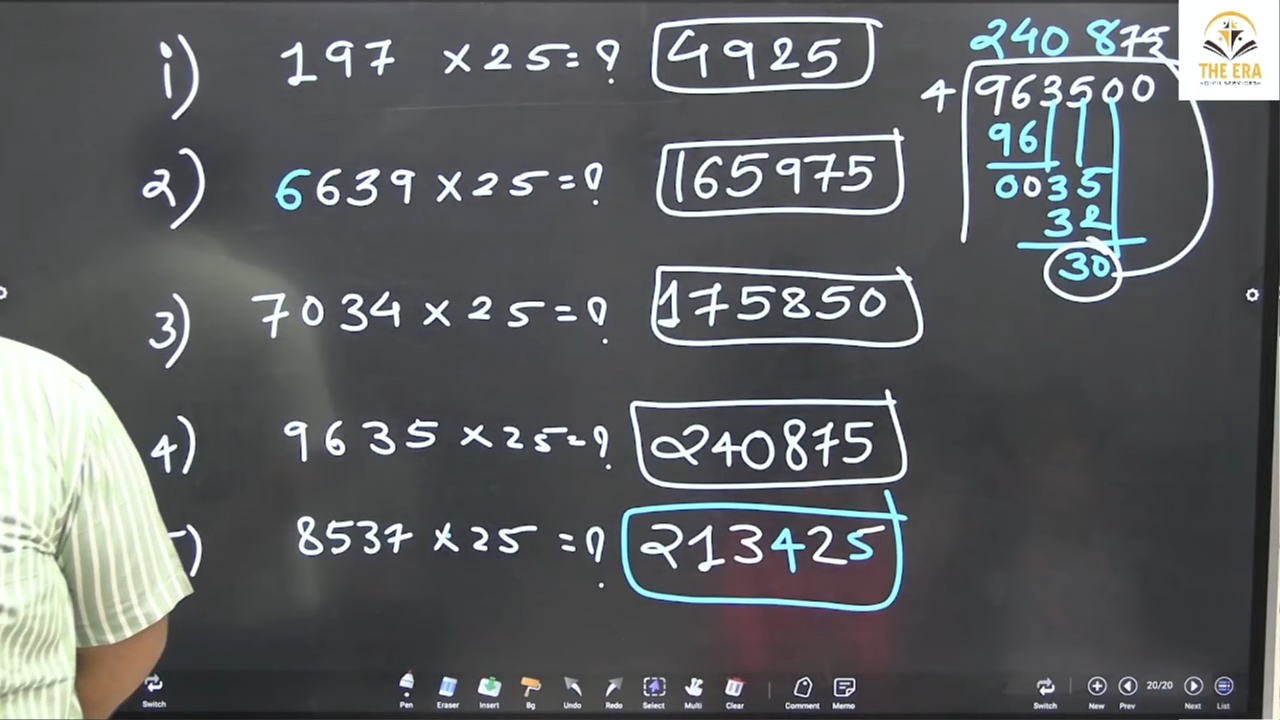 1) 197 × 25 = ? 4925
2) 6639 × 25 = ? 165975
3) 7034 × 25 = ? 175850
4) 9635 × 25 = ? 240875
5) 8537 × 25 = ? 213425
240875
4 963500
96
0035
32
30
THE ERA
Switch
Pen Eraser Insert Bg Undo Redo Select Multi Clear Comment Memo
Switch New Prev 20/20 Next List